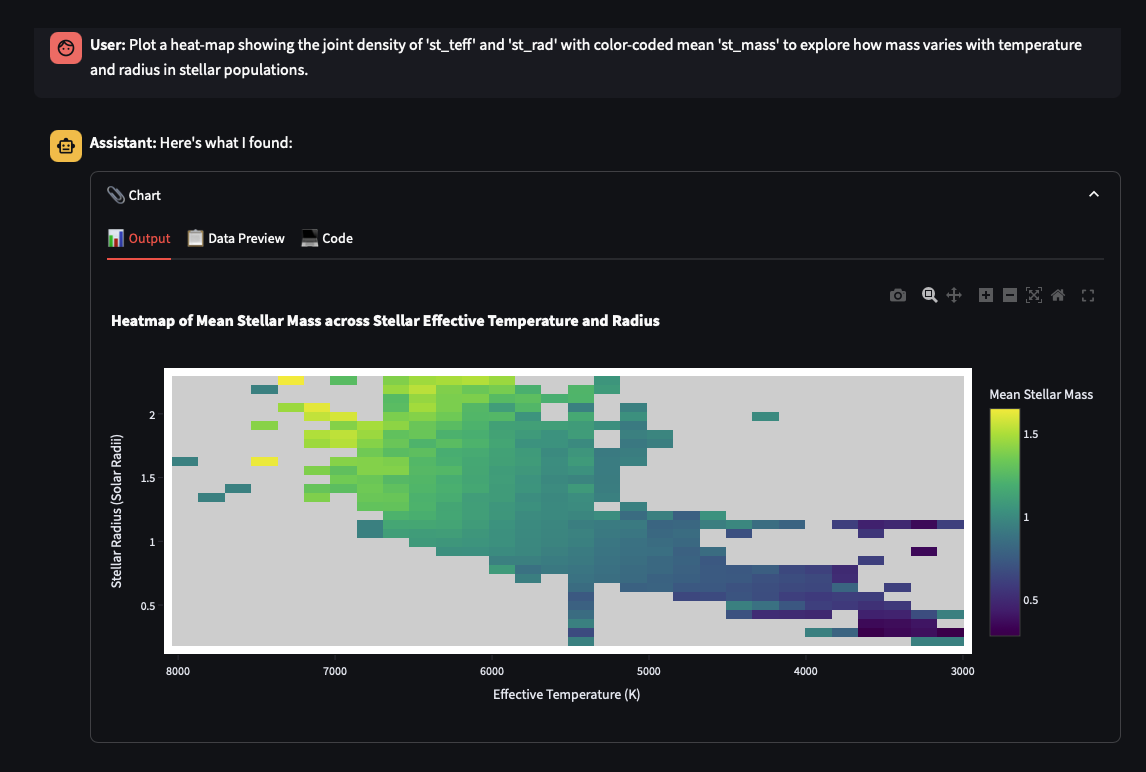 User: Plot a heat-map showing the joint density of 'st_teff' and 'st_rad' with color-coded mean 'st_mass' to explore how mass varies with temperature
and radius in stellar populations.
Assistant: Here's what I found:
Chart
Output Data Preview Code
Heatmap of Mean Stellar Mass across Stellar Effective Temperature and Radius
Mean Stellar Mass
1.5
1
0.5
Stellar Radius (Solar Radii)
2
1.5
1
0.5
8000 7000 6000 5000 4000 3000
Effective Temperature (K)